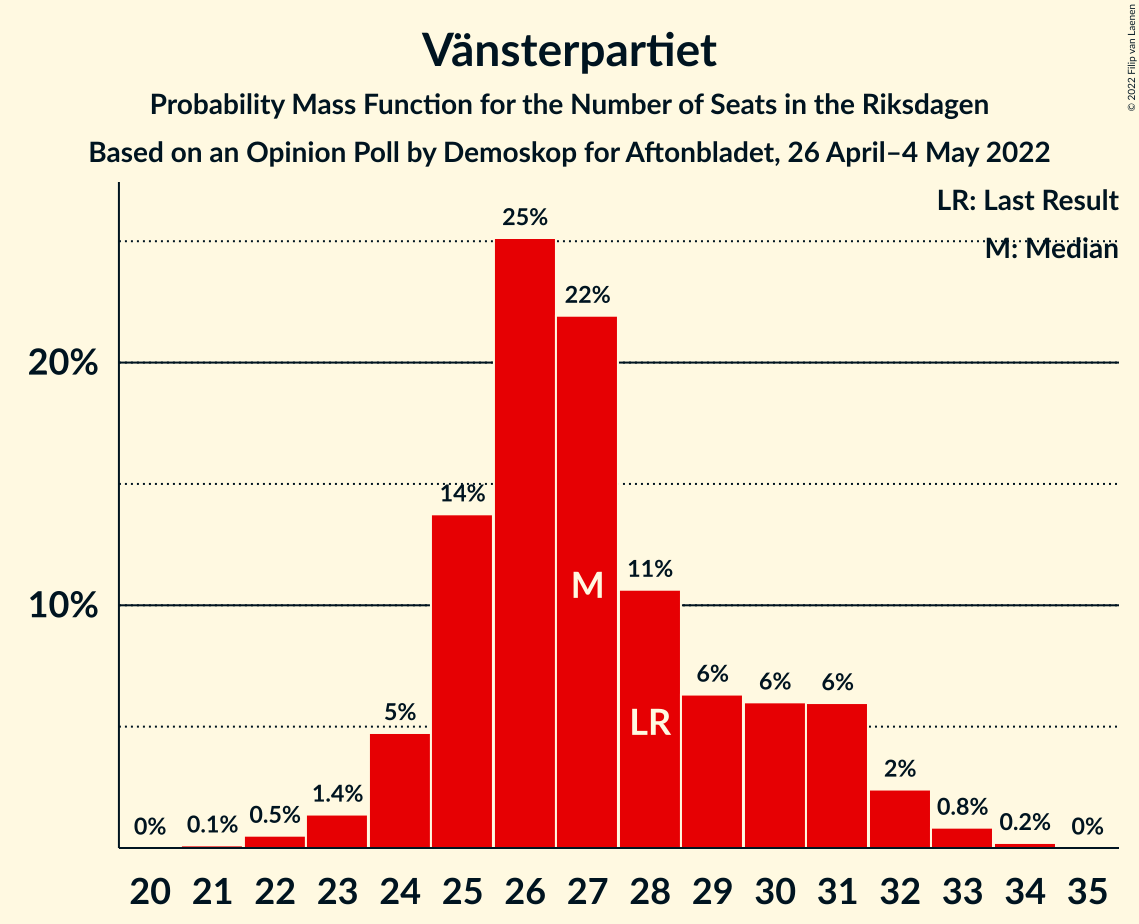 Vänsterpartiet
Probability Mass Function for the Number of Seats in the Riksdagen
Based on an Opinion Poll by Demoskop for Aftonbladet, 26 April–4 May 2022
© 2022 Filip van Laenen
LR: Last Result
M: Median
20%
10%
0%
0.1%
0.5%
1.4%
5%
14%
25%
22%
11%
6%
6%
6%
2%
0.8%
0.2%
0%
M
LR
20 21 22 23 24 25 26 27 28 29 30 31 32 33 34 35